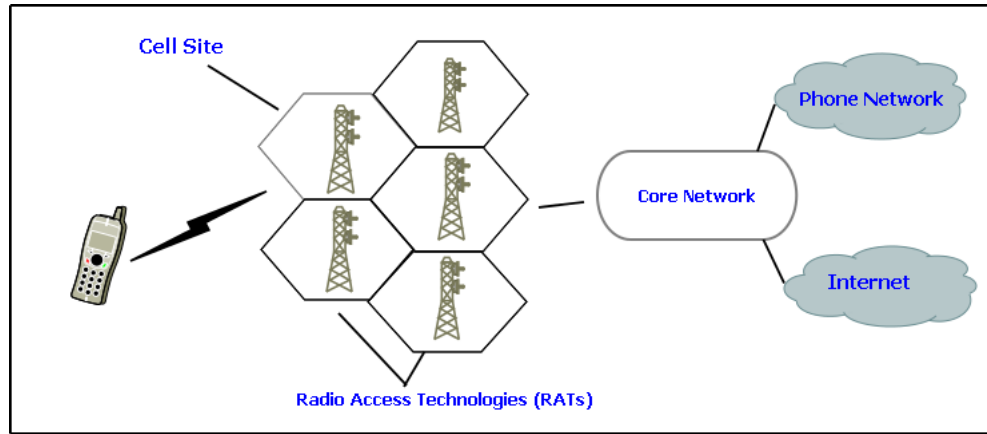 Cell Site
Phone Network
Core Network
Internet
Radio Access Technologies (RATs)